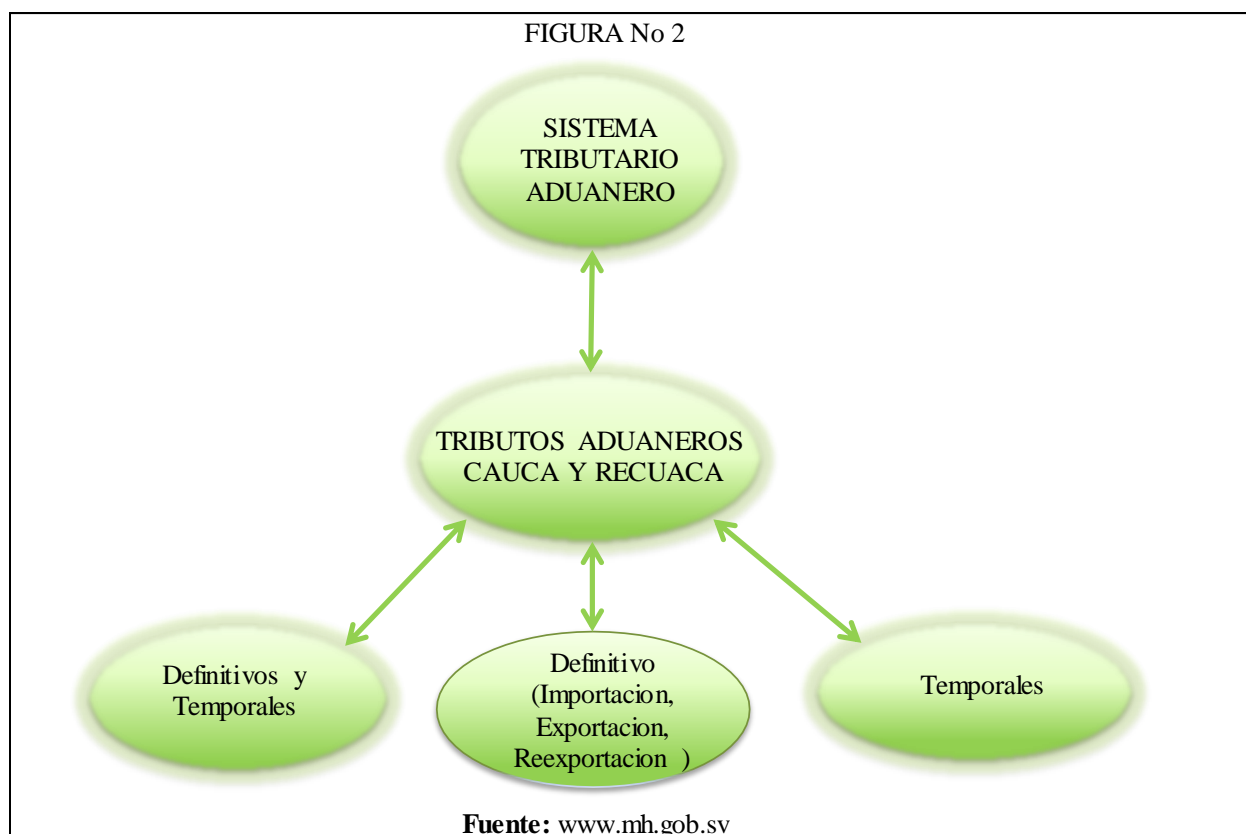 FIGURA No 2
SISTEMA
TRIBUTARIO
ADUANERO
TRIBUTOS ADUANEROS
CAUCA Y RECUACA
Definitivos y
Temporales
Definitivo
(Importacion,
Exportacion,
Reexportacion )
Temporales
Fuente: www.mh.gob.sv